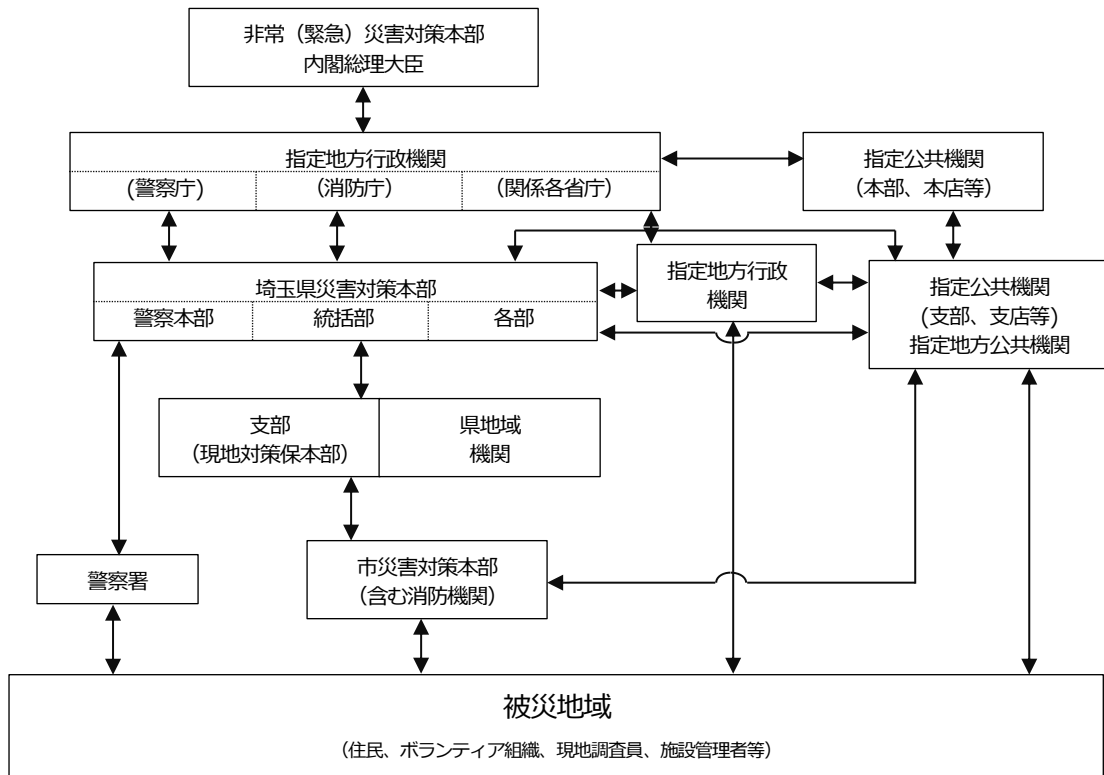 非常（緊急）災害対策本部
内閣総理大臣
指定地方行政機関
(警察庁)
（消防庁）
（関係各省庁）
指定公共機関
（本部、本店等）
埼玉県災害対策本部
警察本部
統括部
各部
指定地方行政
機関
指定公共機関
(支部、支店等)
指定地方公共機関
支部
（現地対策保本部）
県地域
機関
警察署
市災害対策本部
（含む消防機関）
被災地域
（住民、ボランティア組織、現地調査員、施設管理者等）